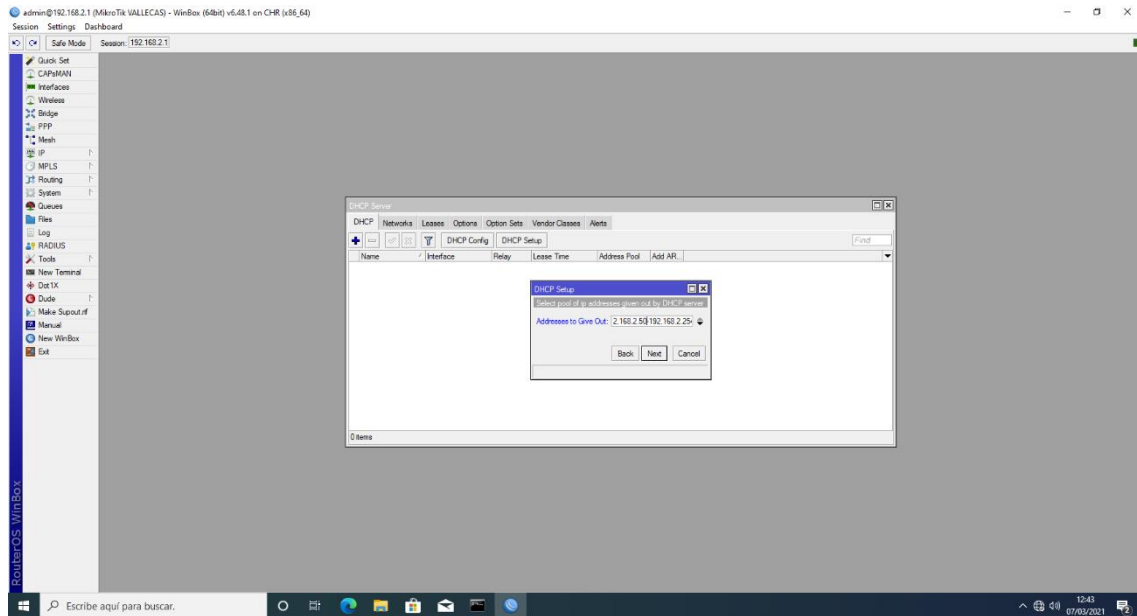 admin@192.168.2.1 (MikroTik VALLECAS) - WinBox (64bit) v6.48.1 on CHR (x86_64)
Session Settings Dashboard
Safe Mode Session: 192.168.2.1
Quick Set
CAPsMAN
Interfaces
Wireless
Bridge
PPP
Mesh
IP
MPLS
Routing
System
Queues
Files
Log
RADIUS
Tools
New Terminal
Dot1X
Dude
Make Supout.rif
Manual
New WinBox
Exit
RouterOS WinBox
DHCP Server
DHCP Networks Leases Options Option Sets Vendor Classes Alerts
DHCP Config DHCP Setup Find
Name Interface Relay Lease Time Address Pool Add AR...
DHCP Setup
Select pool of ip addresses given out by DHCP server
Addresses to Give Out: 2.168.2.50-192.168.2.25
Back Next Cancel
0 items
Escribe aquí para buscar.
12:43
07/03/2021